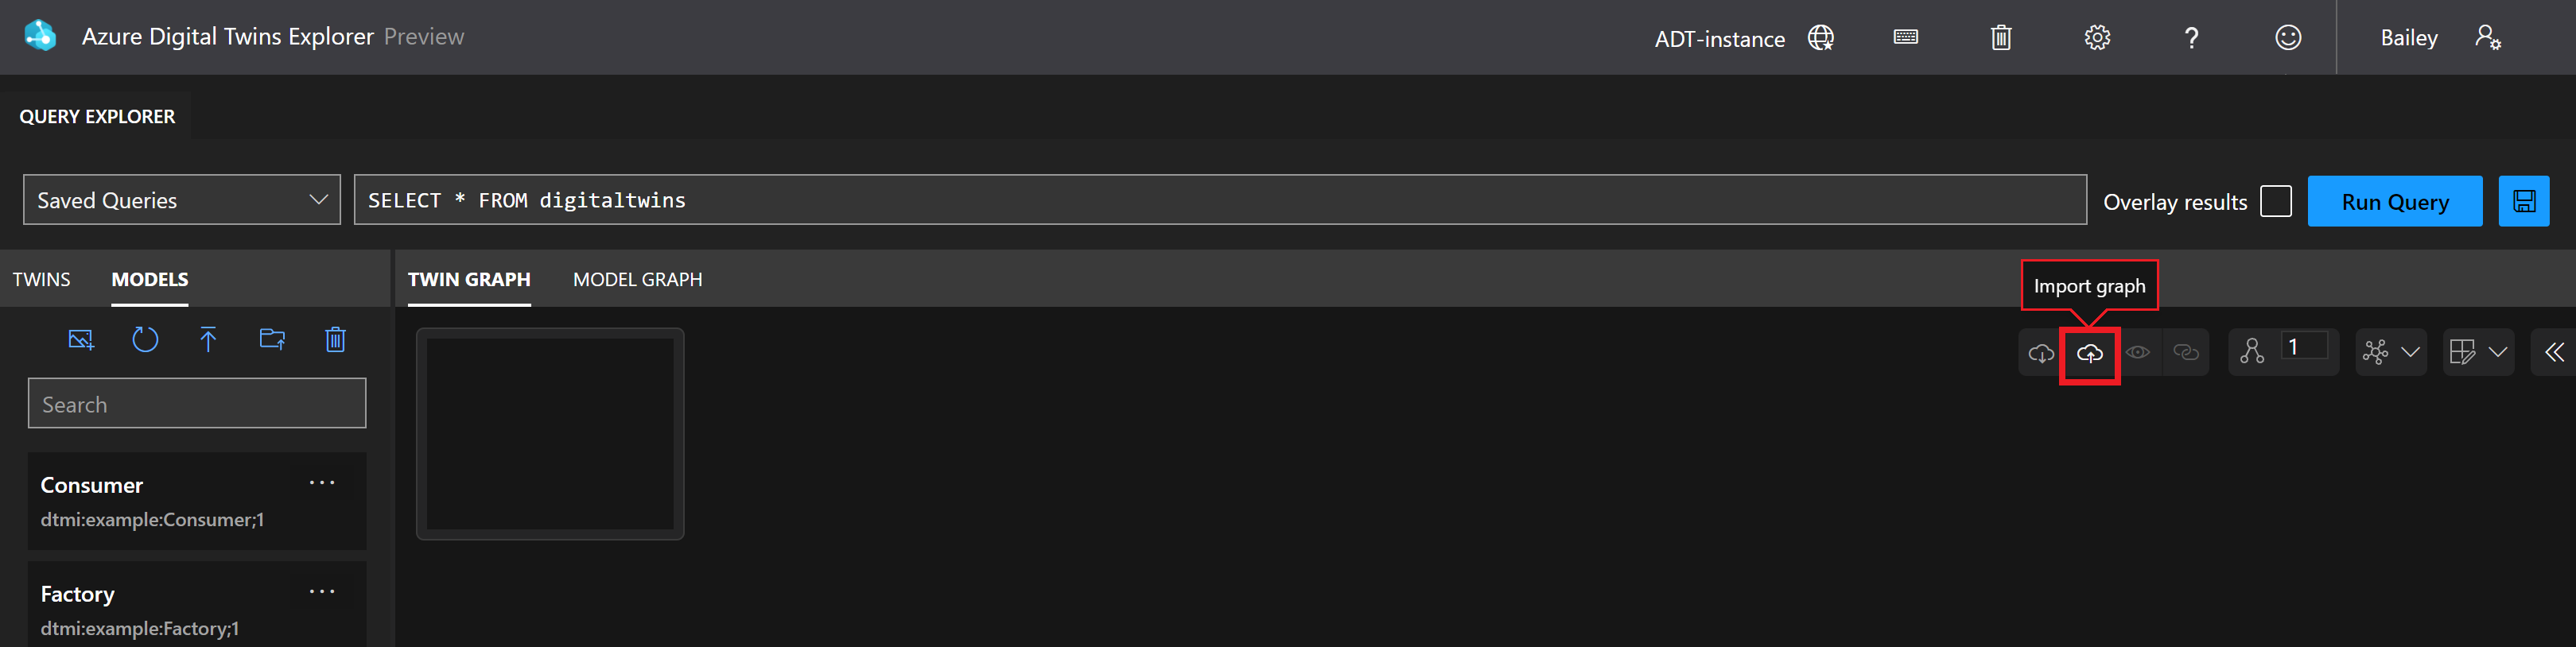 Azure Digital Twins Explorer Preview
ADT-instance
Bailey
QUERY EXPLORER
Saved Queries
SELECT * FROM digitaltwins
Overlay results
Run Query
TWINS MODELS
TWIN GRAPH MODEL GRAPH
Import graph
1
Search
Consumer
dtmi:example:Consumer;1
Factory
dtmi:example:Factory;1